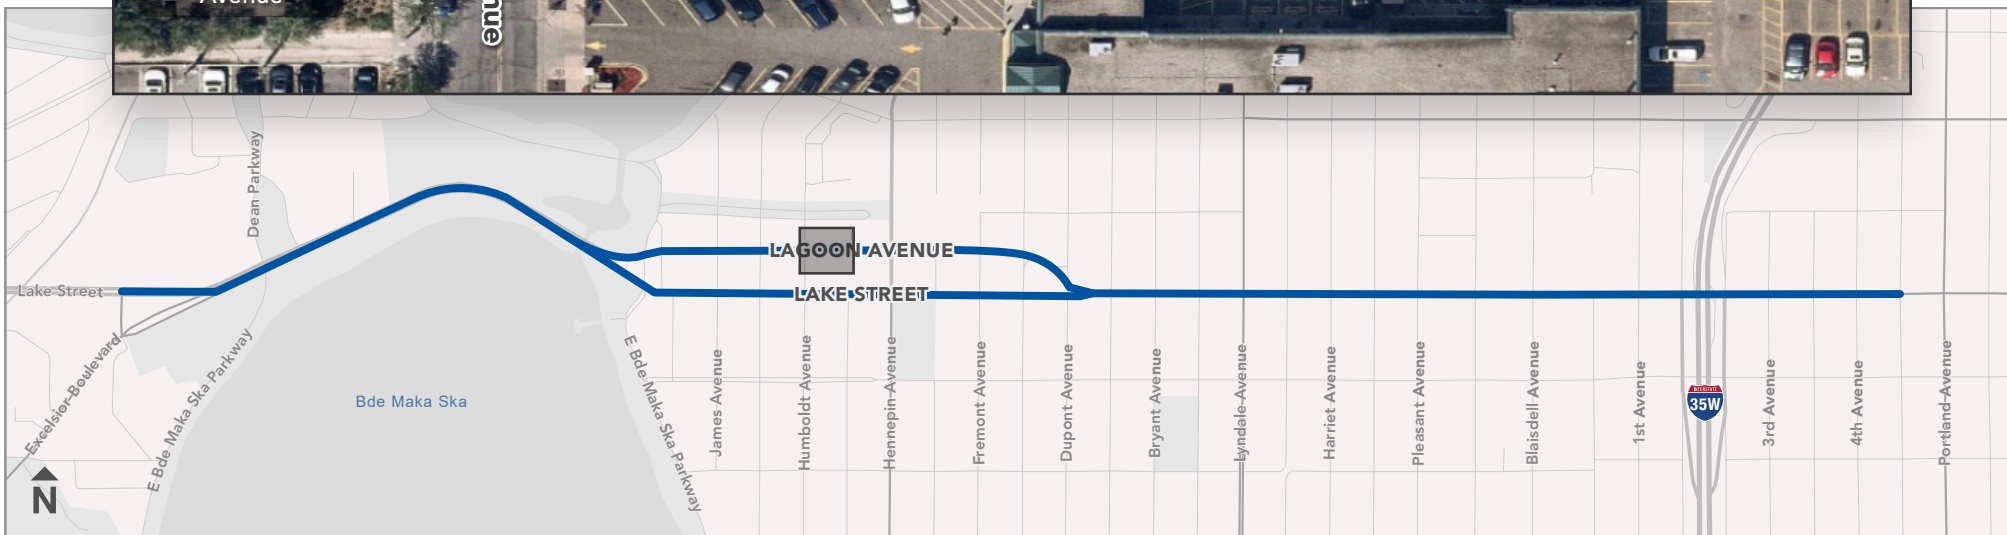 Avenue
Dean Parkway
LAGOON AVENUE
Lake Street
LAKE STREET
Excelsior Boulevard
E Bde Maka Ska Parkway
Bde Maka Ska
E Bde Maka Ska Parkway
James Avenue
Humboldt Avenue
Hennepin Avenue
Fremont Avenue
Dupont Avenue
Bryant Avenue
Lyndale Avenue
Harriet Avenue
Pleasant Avenue
Blaisdell Avenue
1st Avenue
INTERSTATE
35W
3rd Avenue
4th Avenue
Portland Avenue
N